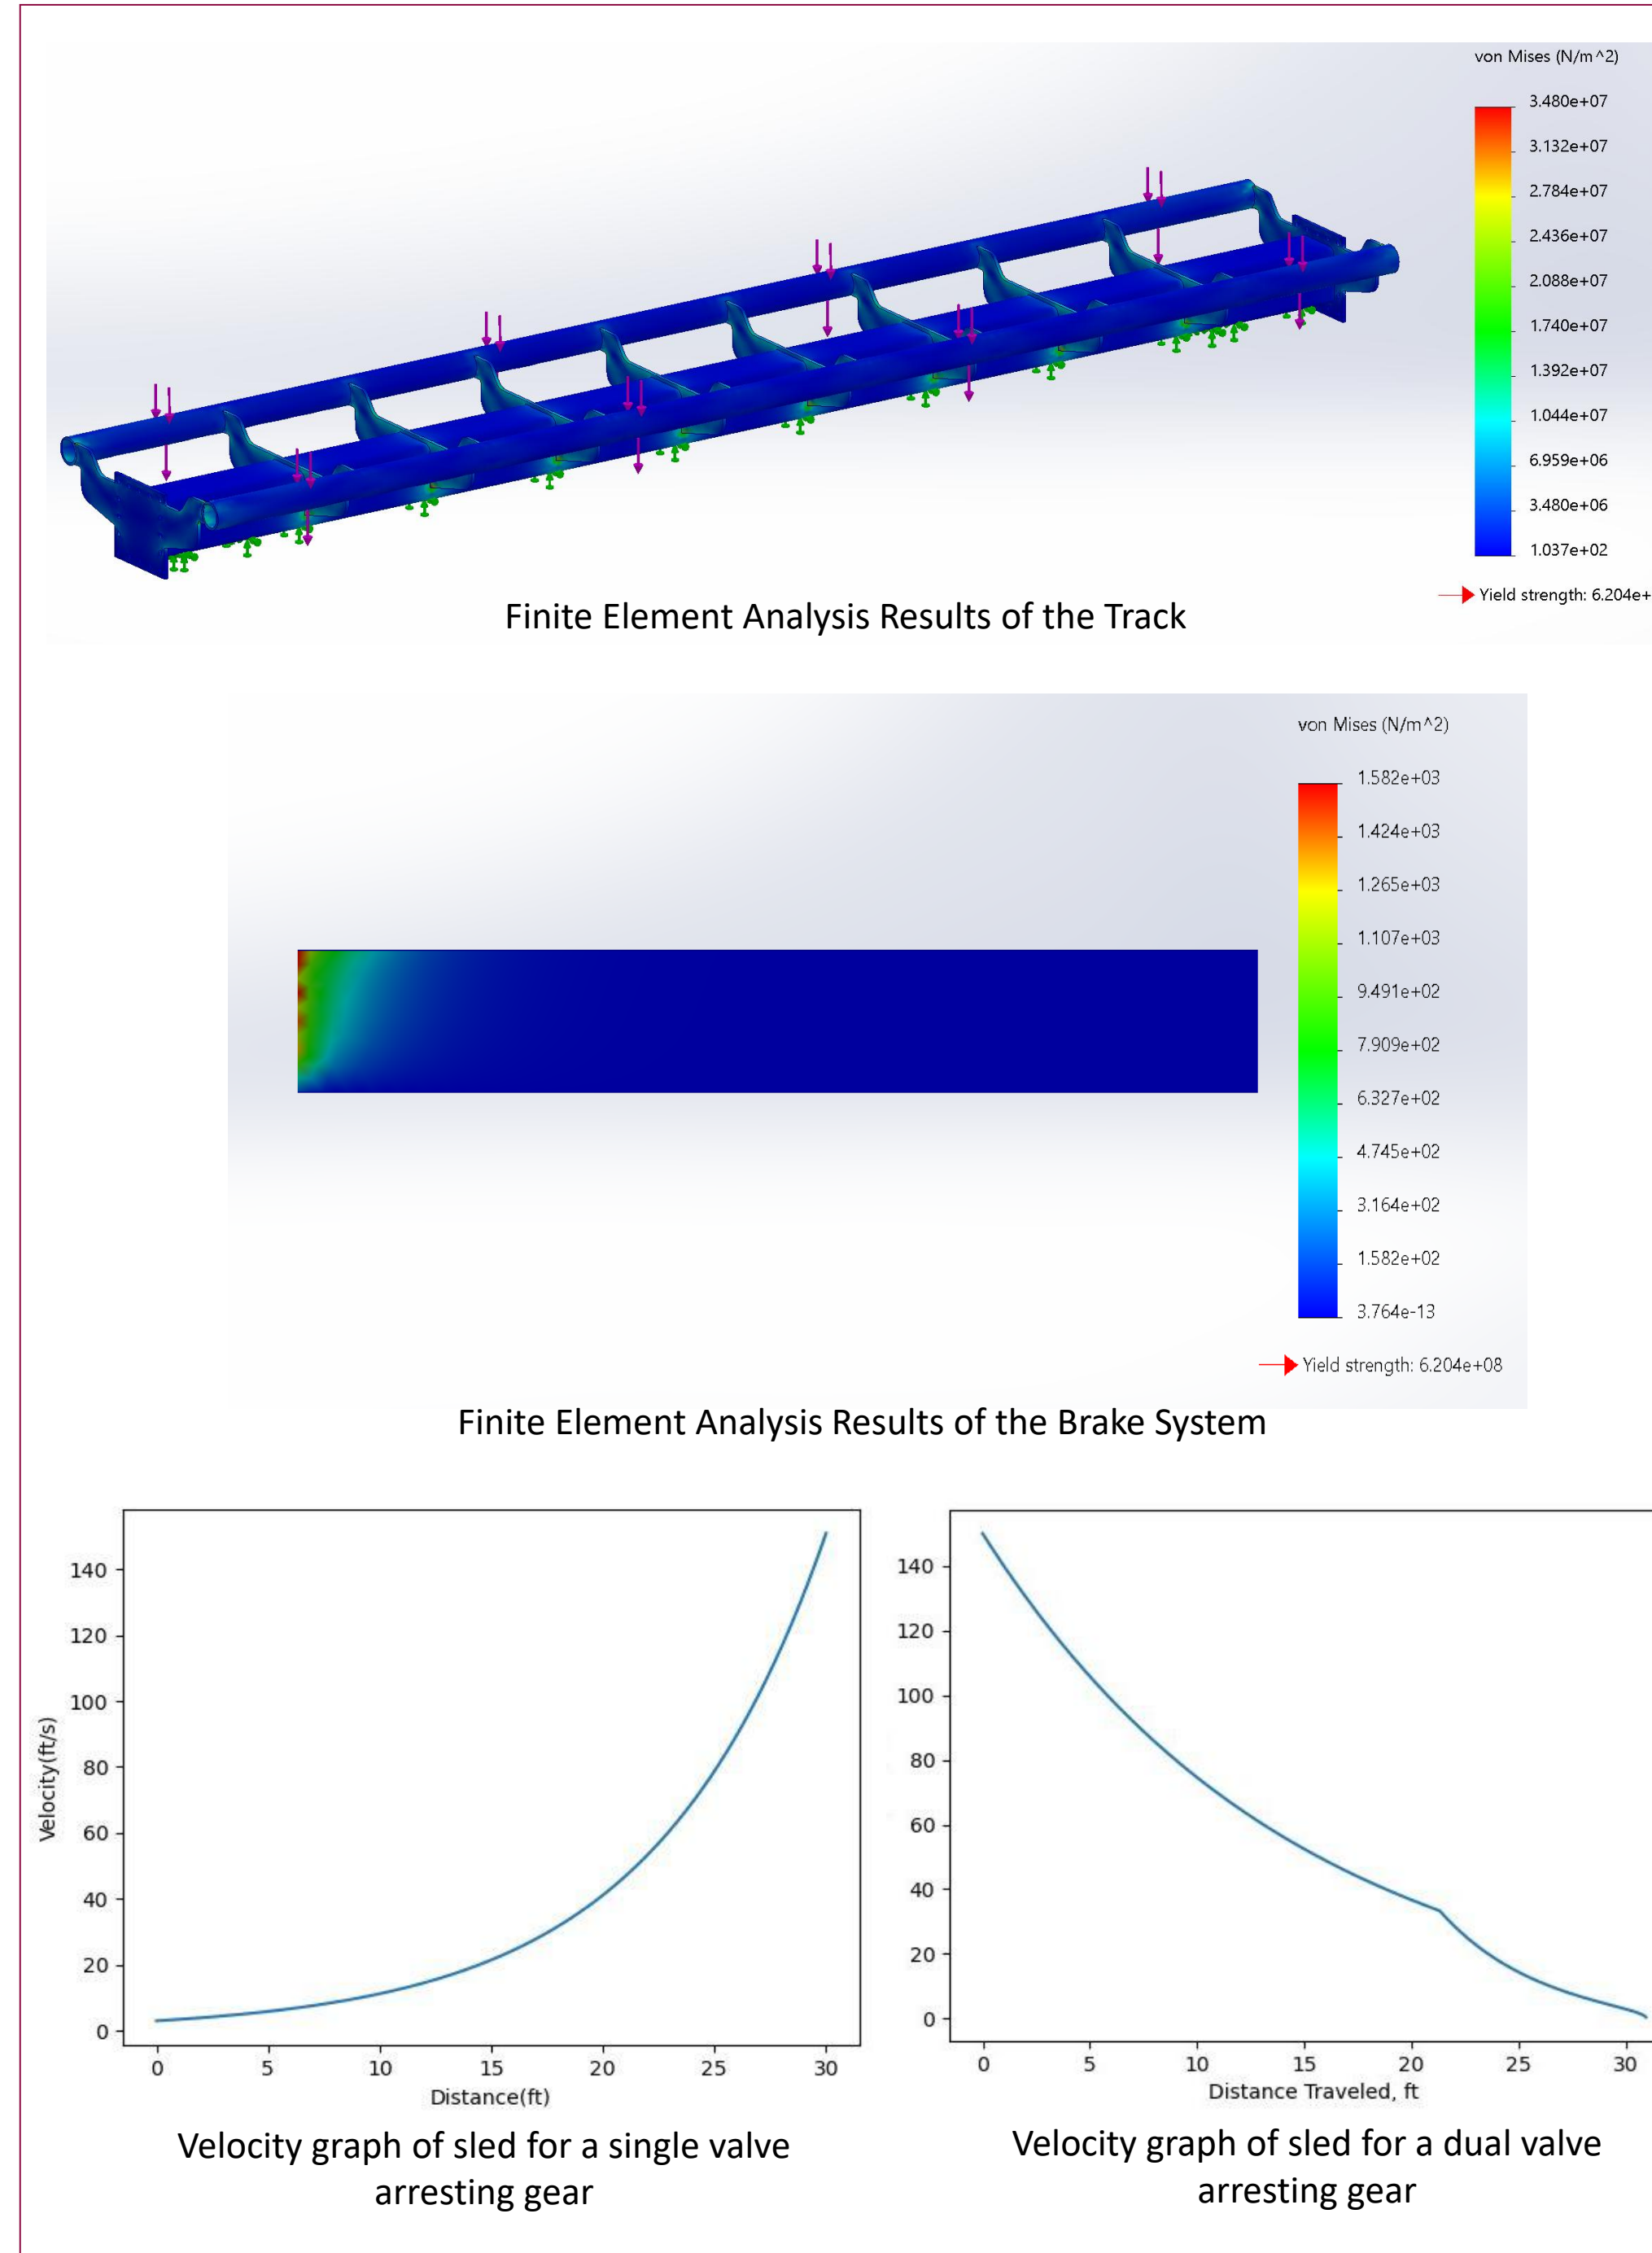 von Mises (N/m^2)
3.480e+07
3.132e+07
2.784e+07
2.436e+07
2.088e+07
1.740e+07
1.392e+07
1.044e+07
6.959e+06
3.480e+06
1.037e+02
Yield strength: 6.204e+
Finite Element Analysis Results of the Track
von Mises (N/m^2)
1.582e+03
1.424e+03
1.265e+03
1.107e+03
9.491e+02
7.909e+02
6.327e+02
4.745e+02
3.164e+02
1.582e+02
3.764e-13
Yield strength: 6.204e+08
Finite Element Analysis Results of the Brake System
140
120
100
80
60
40
20
0
Velocity(ft/s)
0 5 10 15 20 25 30
Distance(ft)
Velocity graph of sled for a single valve
arresting gear
140
120
100
80
60
40
20
0
0 5 10 15 20 25 30
Distance Traveled, ft
Velocity graph of sled for a dual valve
arresting gear